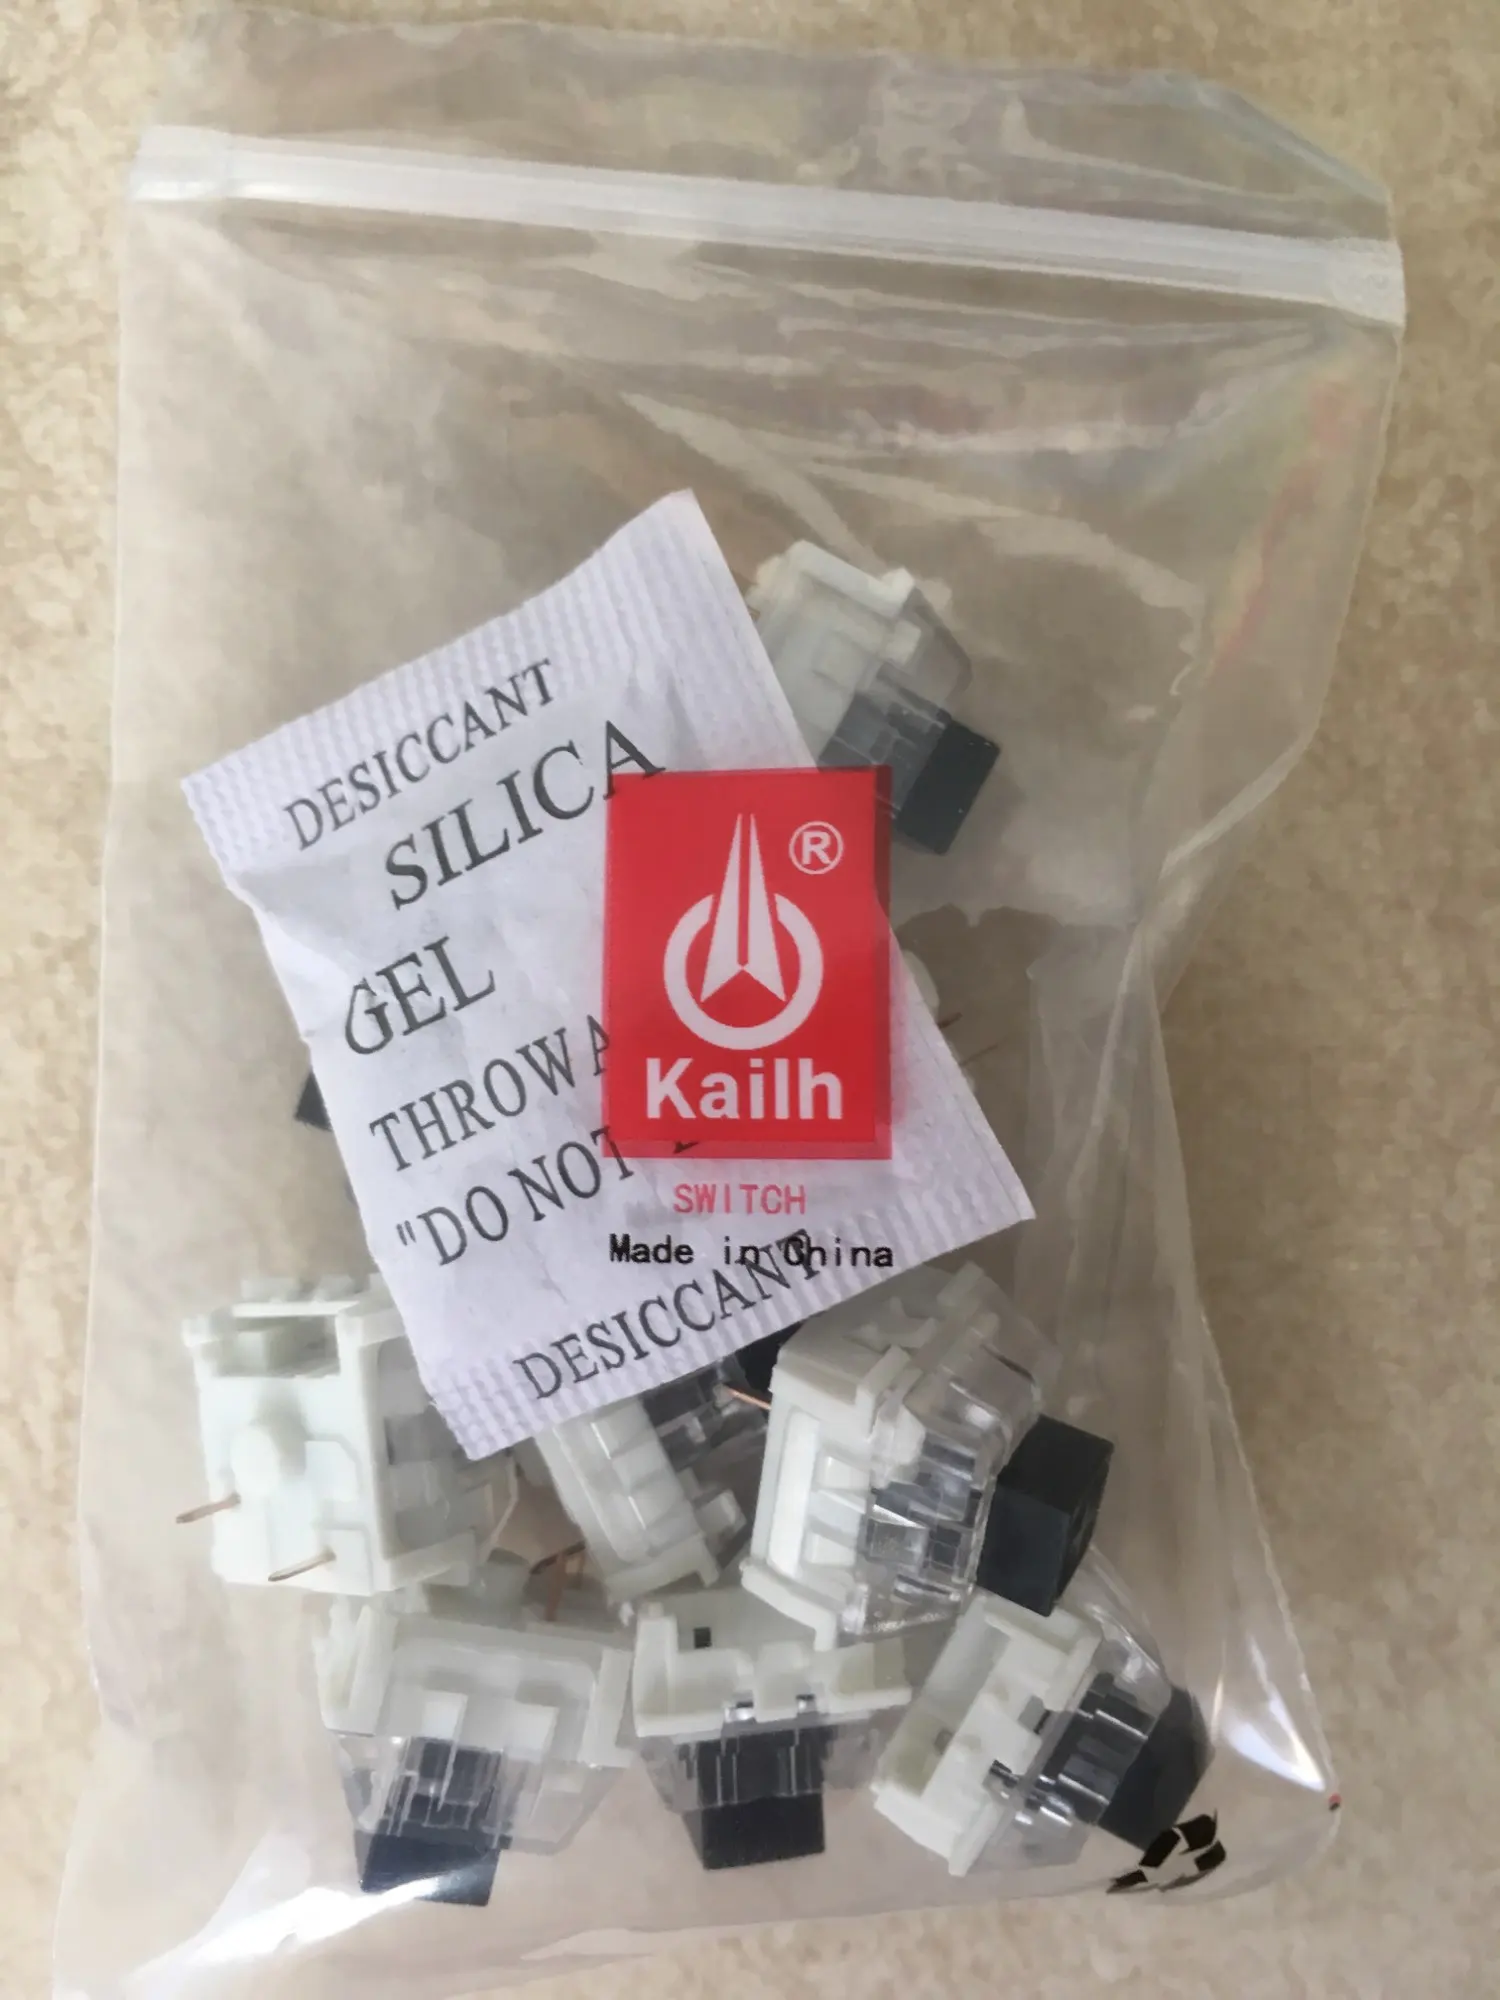 DESICCANT
SILICA
GEL
THROWA
"DO NOT
DESICCANT
®
Kailh
SWITCH
Made in China